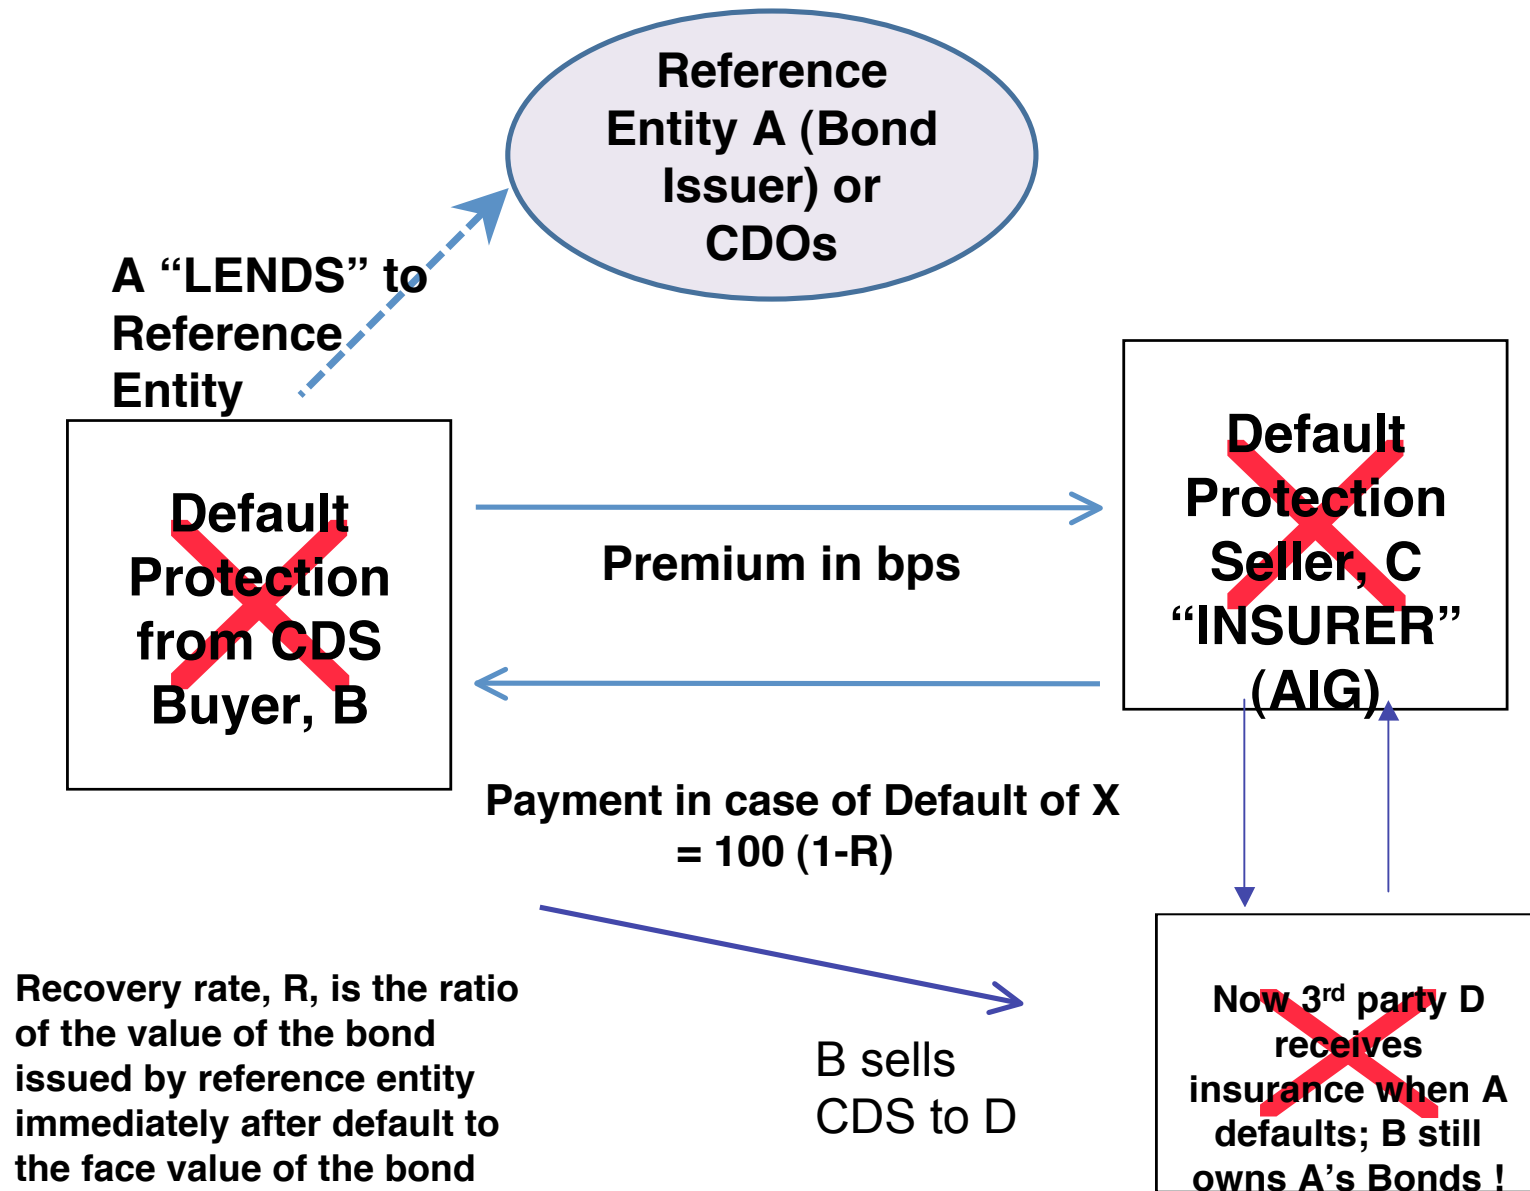 Reference
Entity A (Bond
Issuer) or
CDOs
A “LENDS” to
Reference
Entity
Default
Protection
from CDS
Buyer, B
Premium in bps
Default
Protection
Seller, C
“INSURER”
(AIG)
Payment in case of Default of X
= 100 (1-R)
Recovery rate, R, is the ratio
of the value of the bond
issued by reference entity
immediately after default to
the face value of the bond
B sells
CDS to D
Now 3rd party D
receives
insurance when A
defaults; B still
owns A’s Bonds !